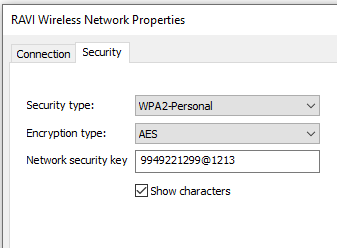 RAVI Wireless Network Properties
Connection Security
Security type: WPA2-Personal
Encryption type: AES
Network security key 9949221299@1213
Show characters